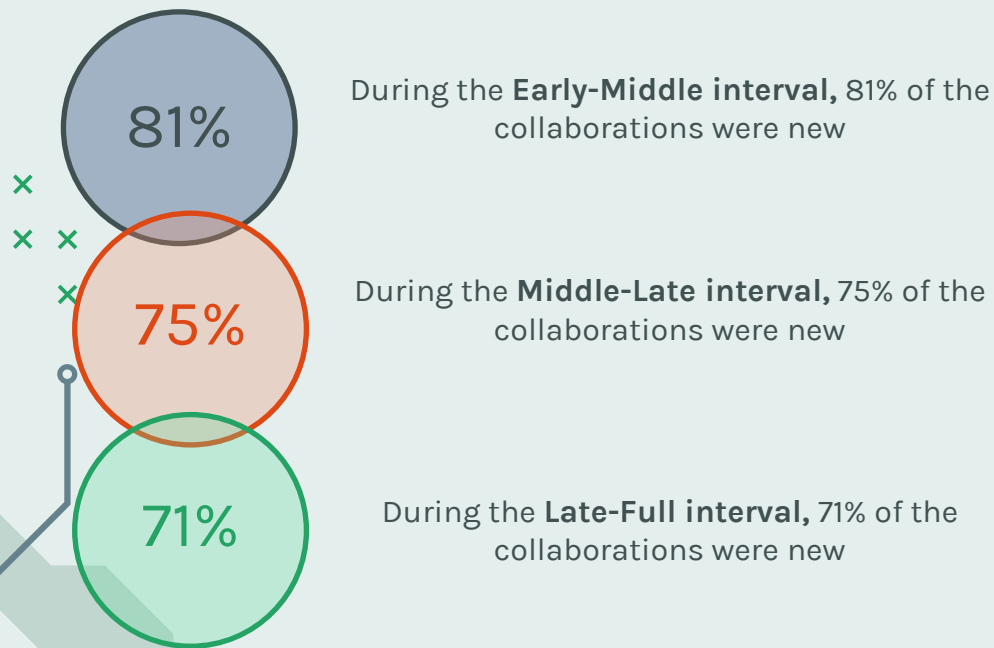 81%
During the Early-Middle interval, 81% of the
collaborations were new
75%
During the Middle-Late interval, 75% of the
collaborations were new
71%
During the Late-Full interval, 71% of the
collaborations were new